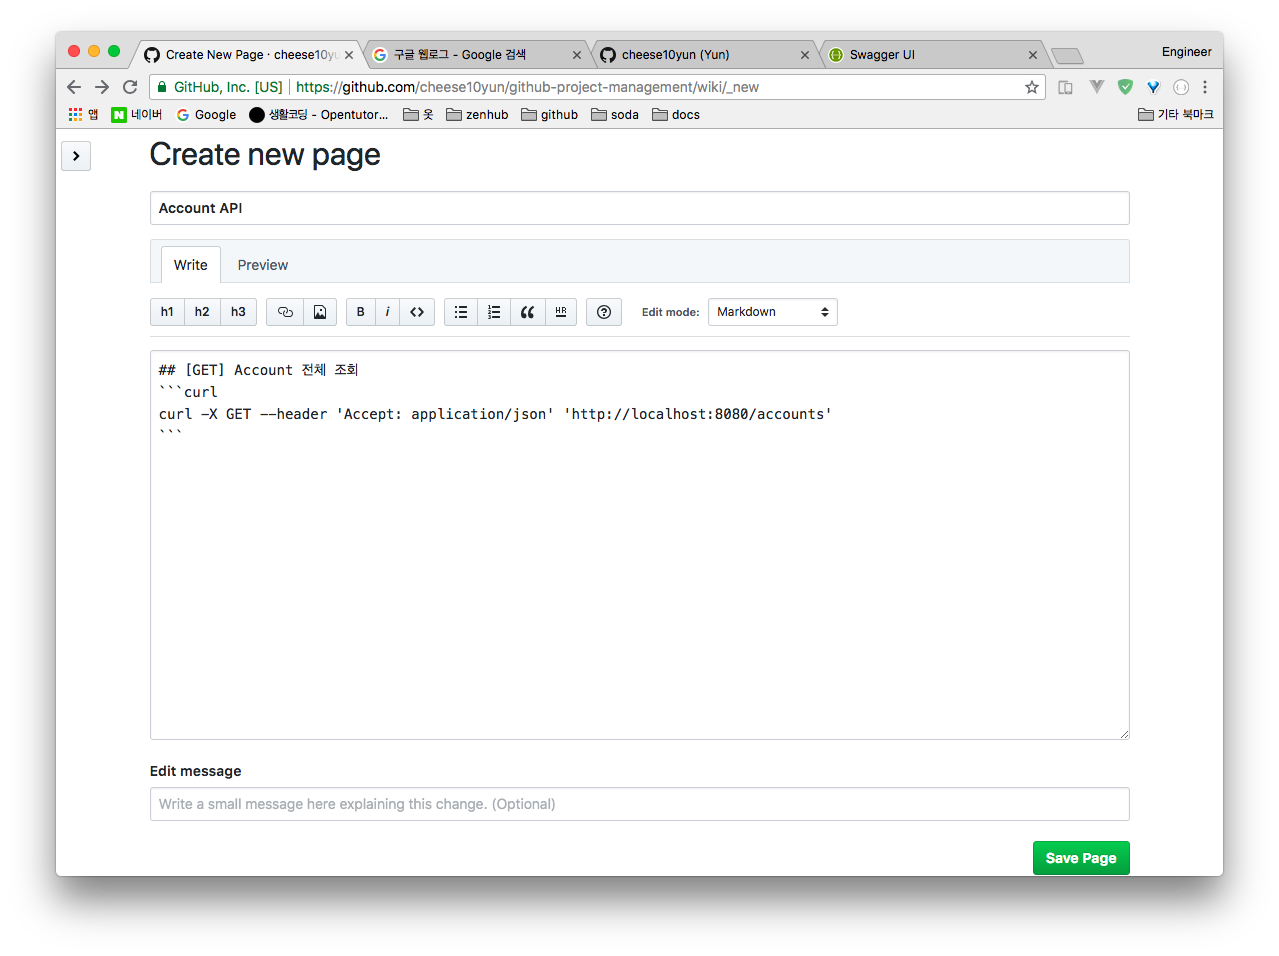 Create New Page · cheese10yu
구글 웹로그 - Google 검색
cheese10yun (Yun)
Swagger UI
Engineer
GitHub, Inc. [US]
https://github.com/cheese10yun/github-project-management/wiki/_new
앱
N 네이버
Google
생활코딩 - Opentutor...
옷
zenhub
github
soda
docs
기타 북마크
Create new page
Account API
Write
Preview
h1 h2 h3
B i <>
HR
Edit mode: Markdown
## [GET] Account 전체 조회
```curl
curl -X GET --header 'Accept: application/json' 'http://localhost:8080/accounts'
```
Edit message
Write a small message here explaining this change. (Optional)
Save Page